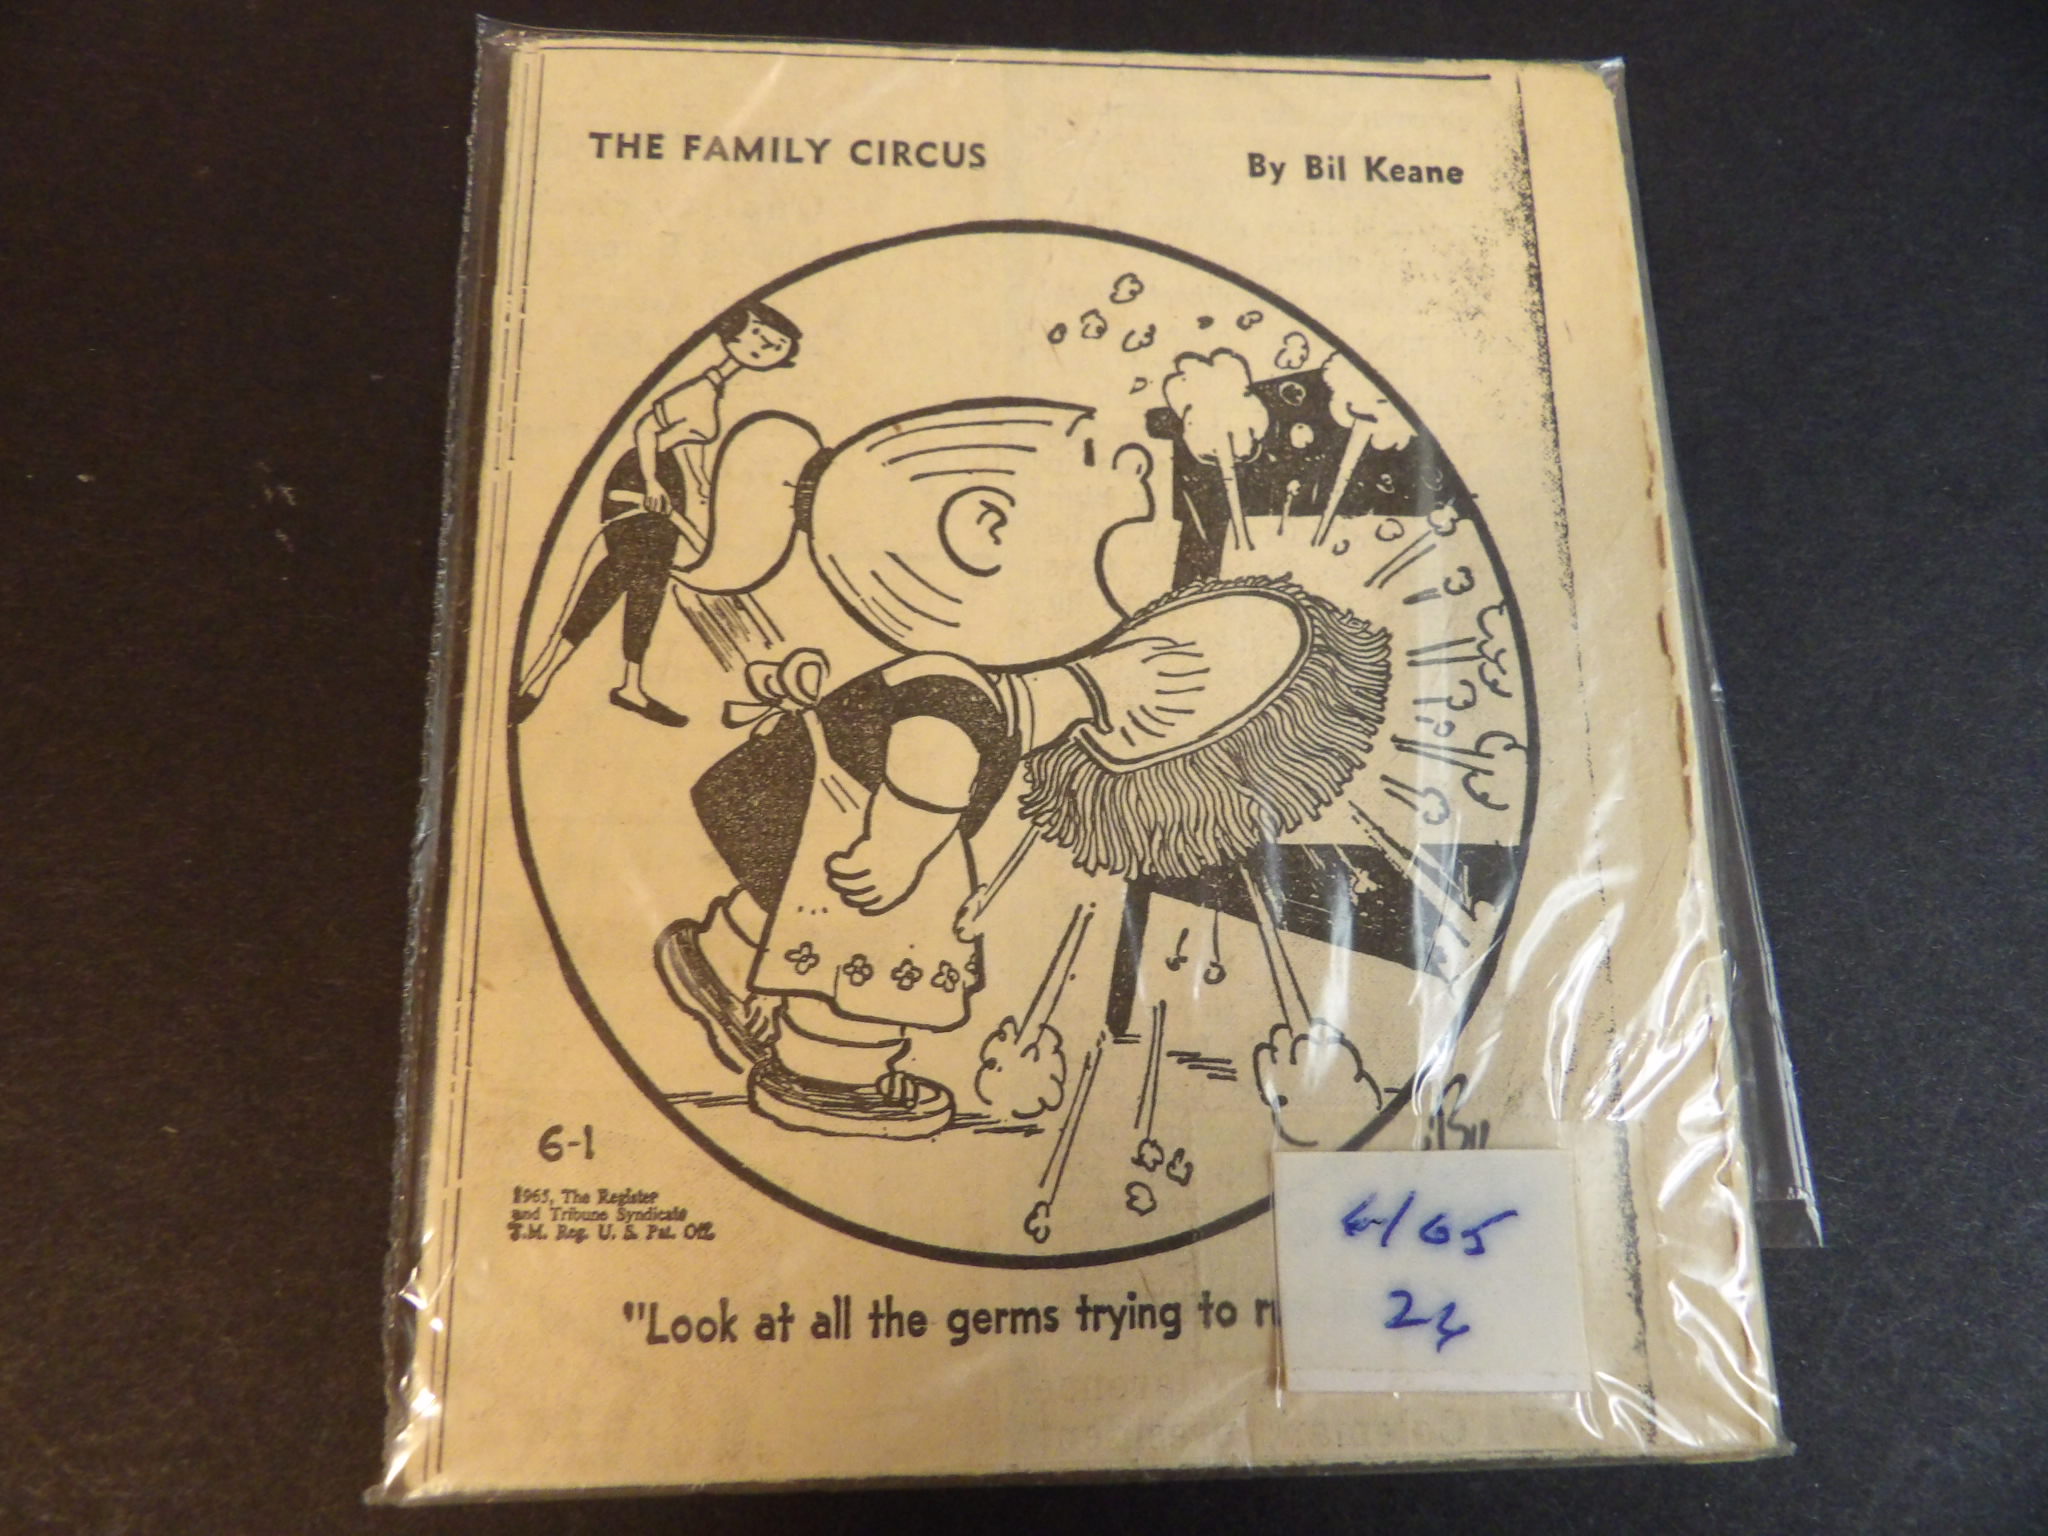 THE FAMILY CIRCUS
By Bil Keane
6-1
1965, The Register
and Tribune Syndicate
T.M. Reg. U. S. Pat. Off.
"Look at all the germs trying to
6/65